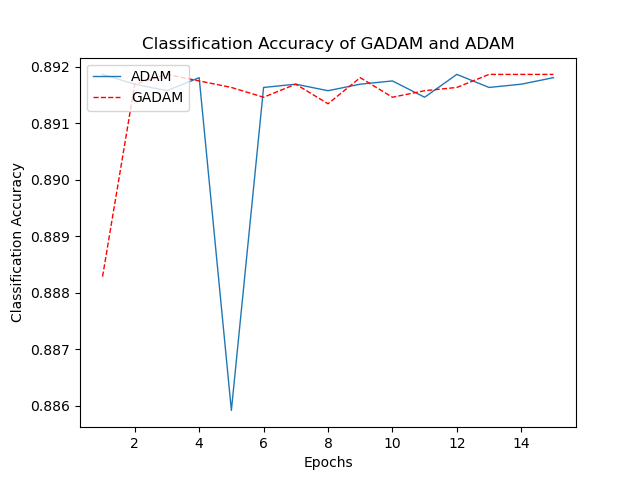 Classification Accuracy of GADAM and ADAM
0.892
0.891
0.890
0.889
0.888
0.887
0.886
Classification Accuracy
ADAM
GADAM
2 4 6 8 10 12 14
Epochs